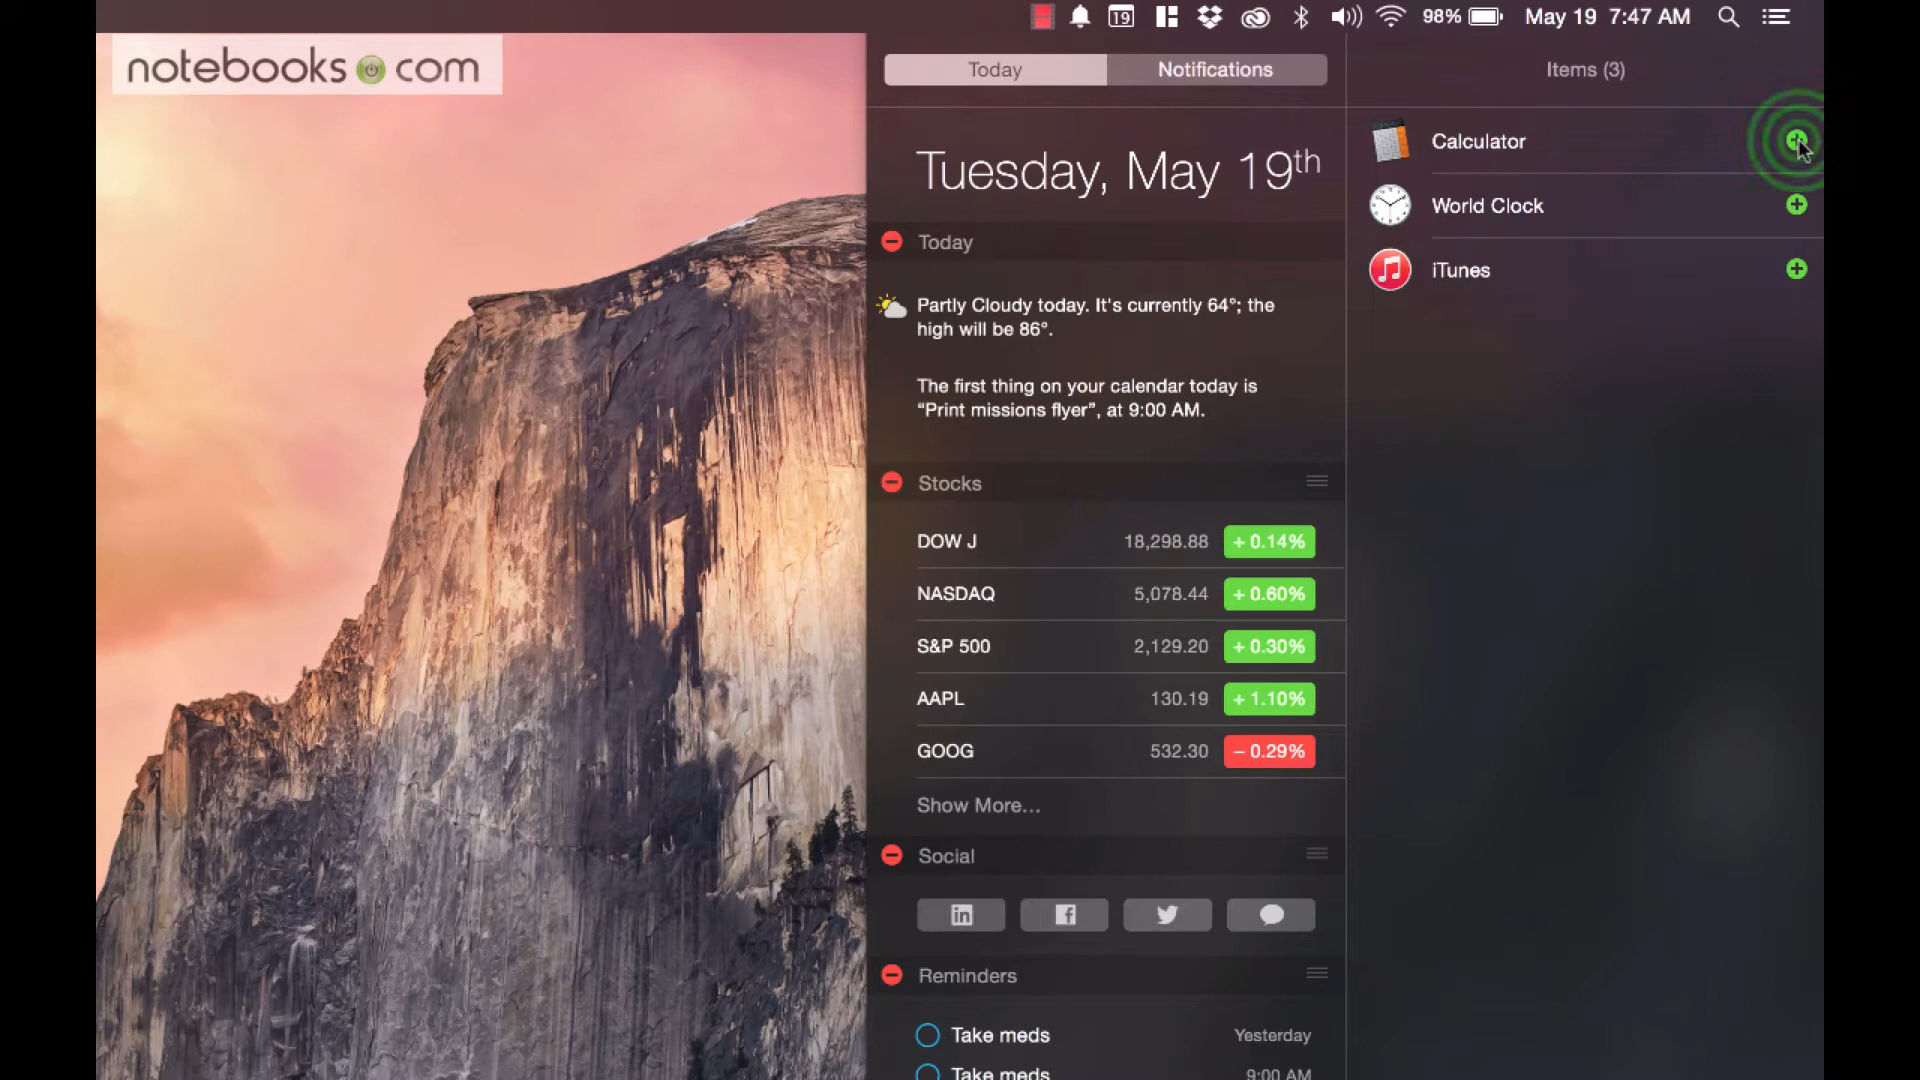 19 98% May 19 7:47 AM
notebooks com
Today Notifications
Items (3)
Tuesday, May 19th
Calculator
World Clock
iTunes
Today
Partly Cloudy today. It's currently 64°; the
high will be 86°.
The first thing on your calendar today is
“Print missions flyer”, at 9:00 AM.
Stocks
DOW J 18,298.88 + 0.14%
NASDAQ 5,078.44 + 0.60%
S&P 500 2,129.20 + 0.30%
AAPL 130.19 + 1.10%
GOOG 532.30 – 0.29%
Show More...
Social
in f
Reminders
Take meds Yesterday
Take meds 9:00 AM